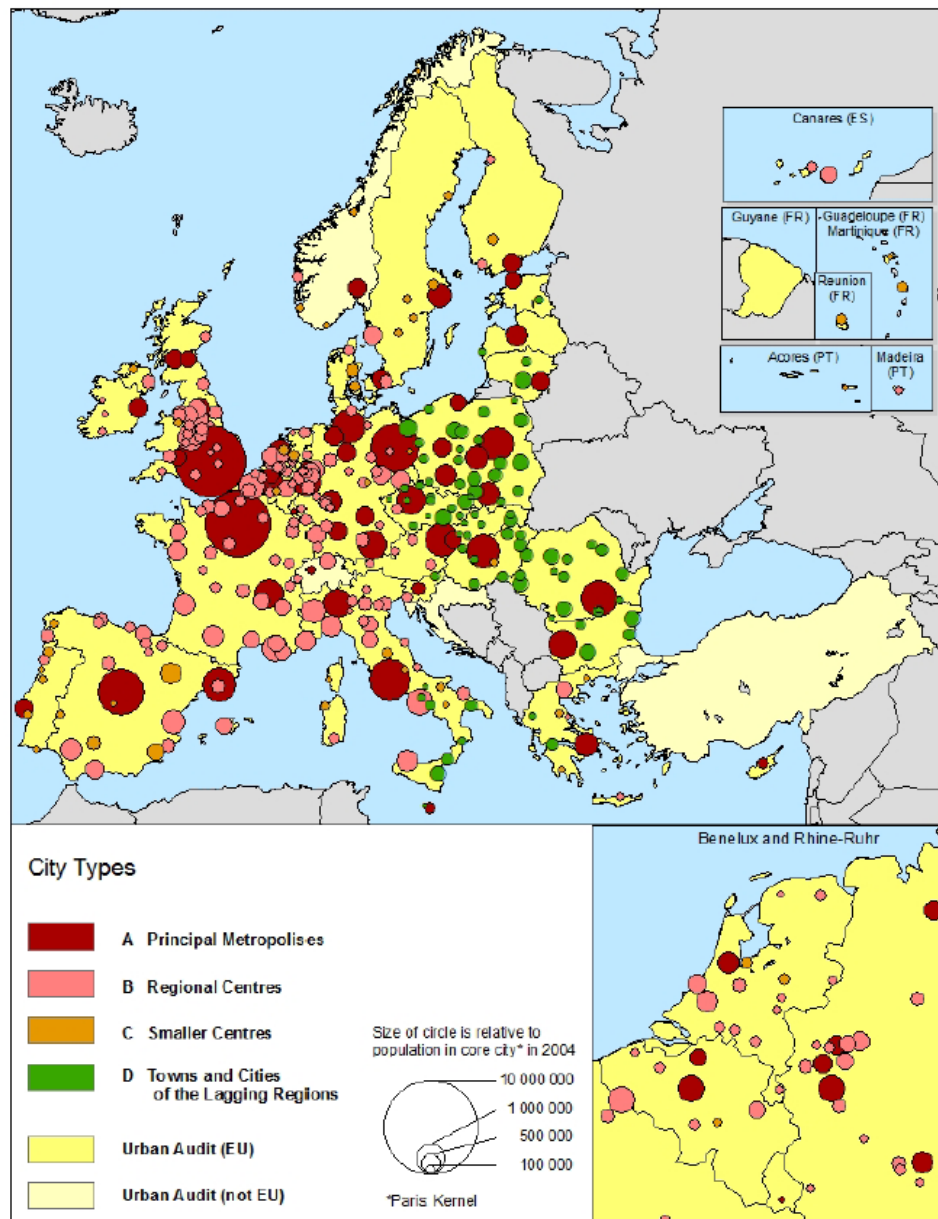 Canares (ES)
Guyane (FR)
Guadeloupe (FR)
Martinique (FR)
Reunion
(FR)
Acores (PT)
Madeira
(PT)
City Types
A Principal Metropolises
B Regional Centres
C Smaller Centres
D Towns and Cities
of the Lagging Regions
Urban Audit (EU)
Urban Audit (not EU)
Size of circle is relative to
population in core city* in 2004
10 000 000
1 000 000
500 000
100 000
*Paris Kernel
Benelux and Rhine-Ruhr